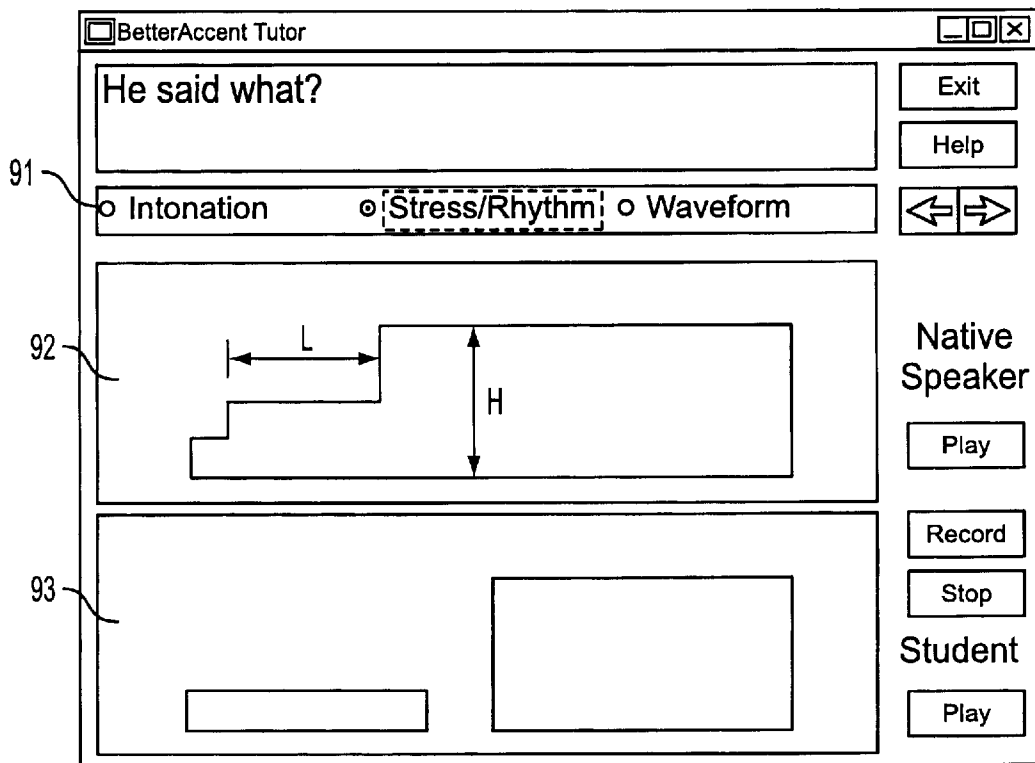 BetterAccent Tutor
He said what?
Exit
Help
91
Intonation Stress/Rhythm Waveform
92
L
H
Native
Speaker
Play
93
Record
Stop
Student
Play